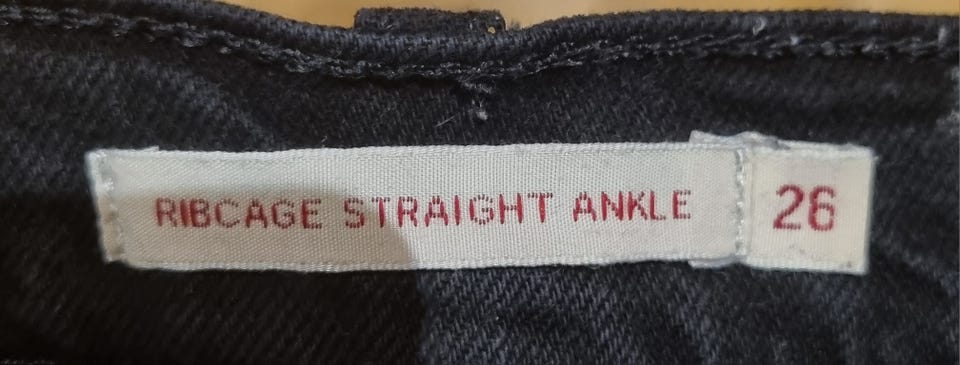 RIBCAGE STRAIGHT ANKLE 26